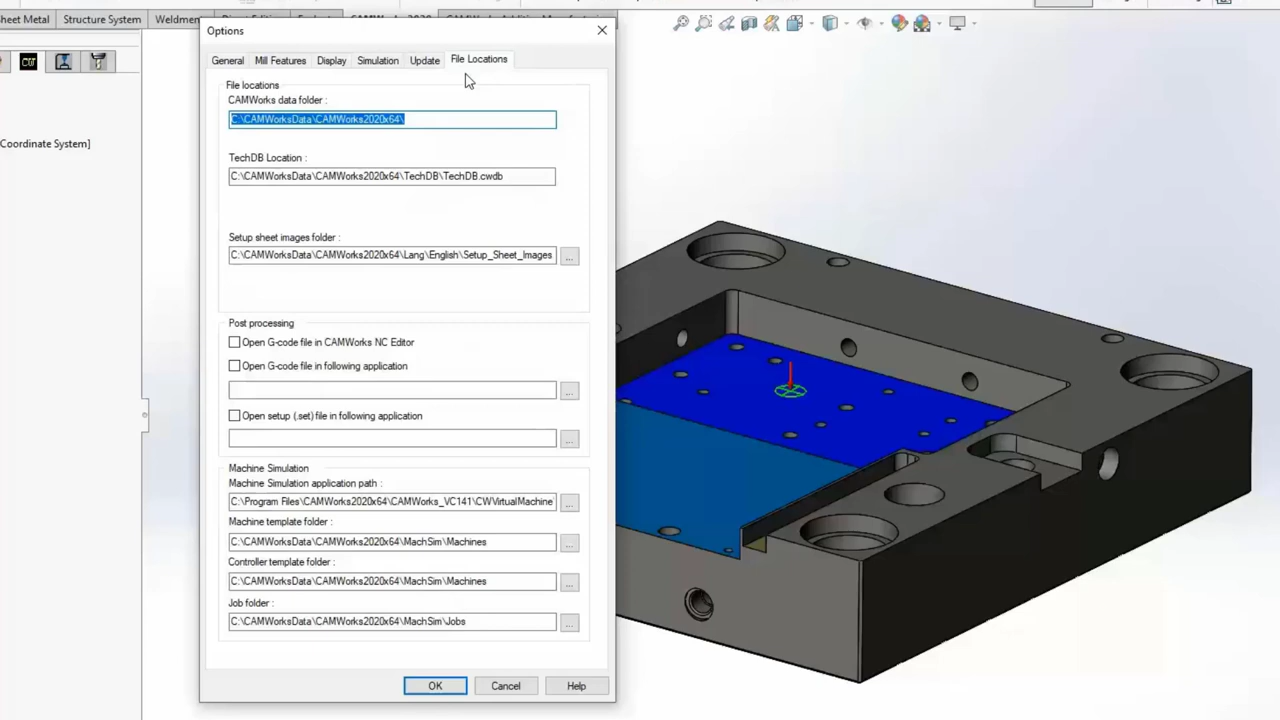 Sheet Metal
Structure System
Weldmen
Options
General
Mill Features
Display
Simulation
Update
File Locations
File locations
CAMWorks data folder :
C:\CAMWorksData\CAMWorks2020x64\
TechDB Location :
C:\CAMWorksData\CAMWorks2020x64\TechDB\TechDB.cwdb
Setup sheet images folder :
C:\CAMWorksData\CAMWorks2020x64\Lang\English\Setup_Sheet_Images
...
Post processing
Open G-code file in CAMWorks NC Editor
Open G-code file in following application
...
Open setup (.set) file in following application
...
Machine Simulation
Machine Simulation application path :
C:\Program Files\CAMWorks2020x64\CAMWorks_VC141\CWVirtualMachine
...
Machine template folder :
C:\CAMWorksData\CAMWorks2020x64\MachSim\Machines
...
Controller template folder :
C:\CAMWorksData\CAMWorks2020x64\MachSim\Machines
...
Job folder :
C:\CAMWorksData\CAMWorks2020x64\MachSim\Jobs
...
OK
Cancel
Help
CW
Coordinate System]